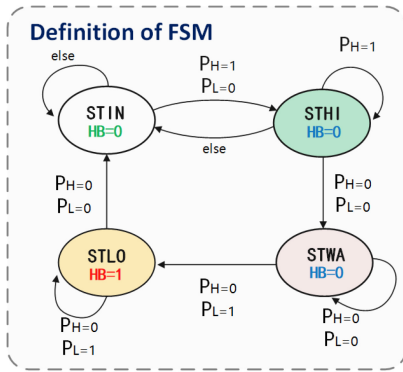 Definition of FSM
else
PH=1
PL=0
PH=1
STIN
HB=0
STHI
HB=0
else
PH=0
PL=0
PH=0
PL=0
STLO
HB=1
STWA
HB=0
PH=0
PL=1
PH=0
PL=1
PH=0
PL=0